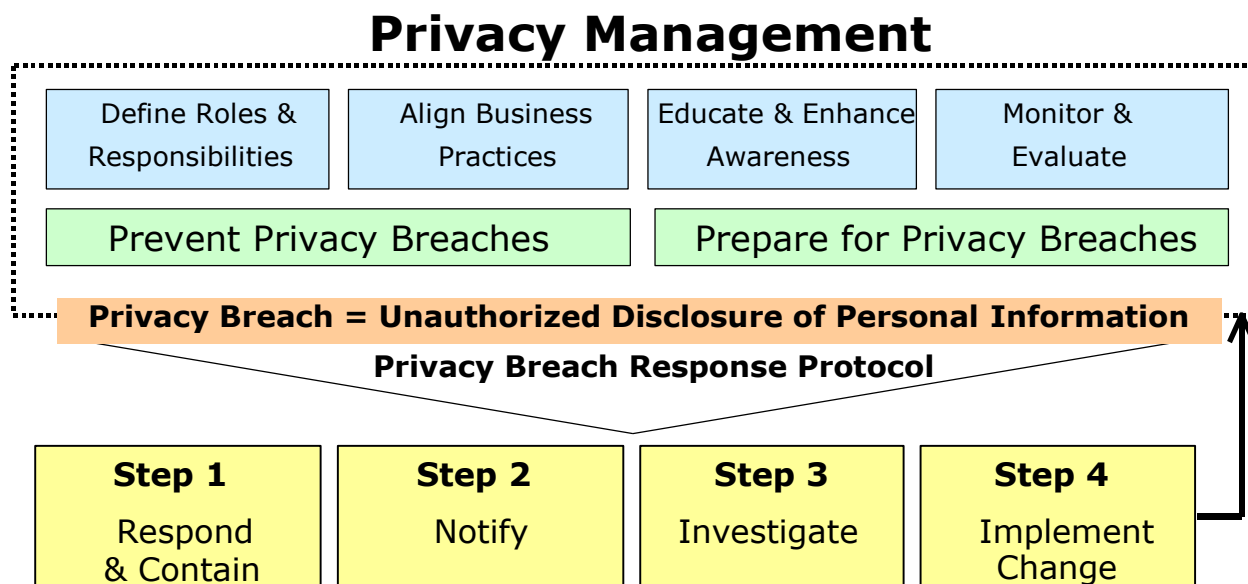 Privacy Management
Define Roles &
Responsibilities
Align Business
Practices
Educate & Enhance
Awareness
Monitor &
Evaluate
Prevent Privacy Breaches
Prepare for Privacy Breaches
Privacy Breach = Unauthorized Disclosure of Personal Information
Privacy Breach Response Protocol
Step 1
Respond
& Contain
Step 2
Notify
Step 3
Investigate
Step 4
Implement
Change